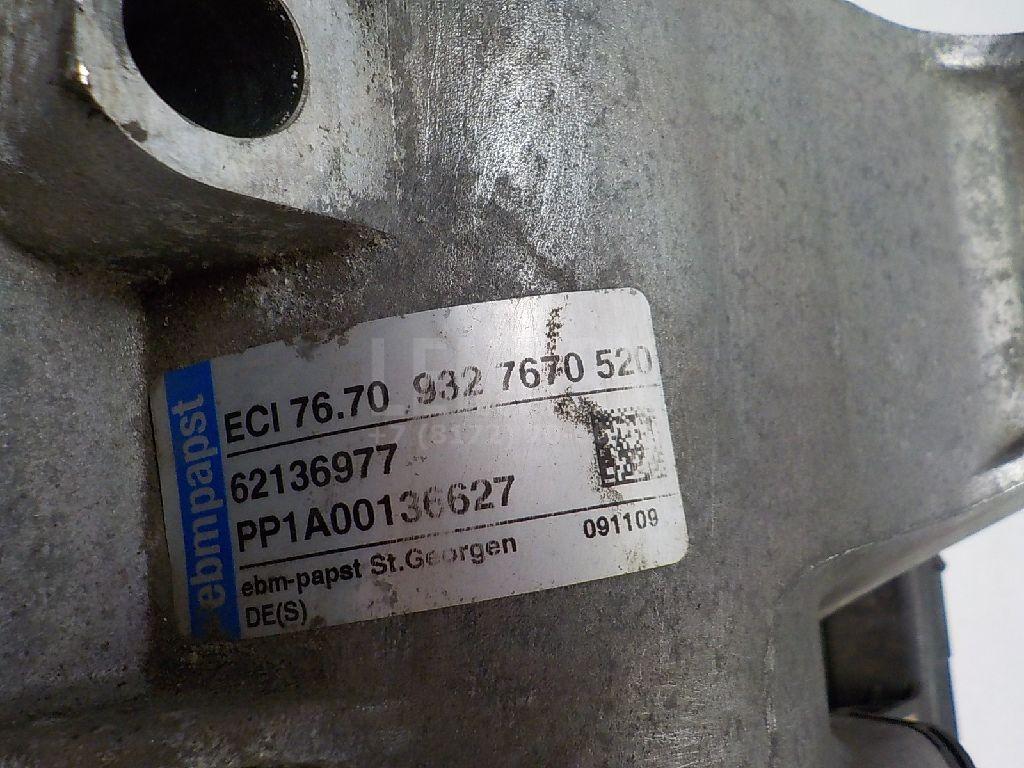 ebmpapst
ECI 76.70 932 7670 520
62136977
PP1A00136627
091109
ebm-papst St.Georgen
DE(S)